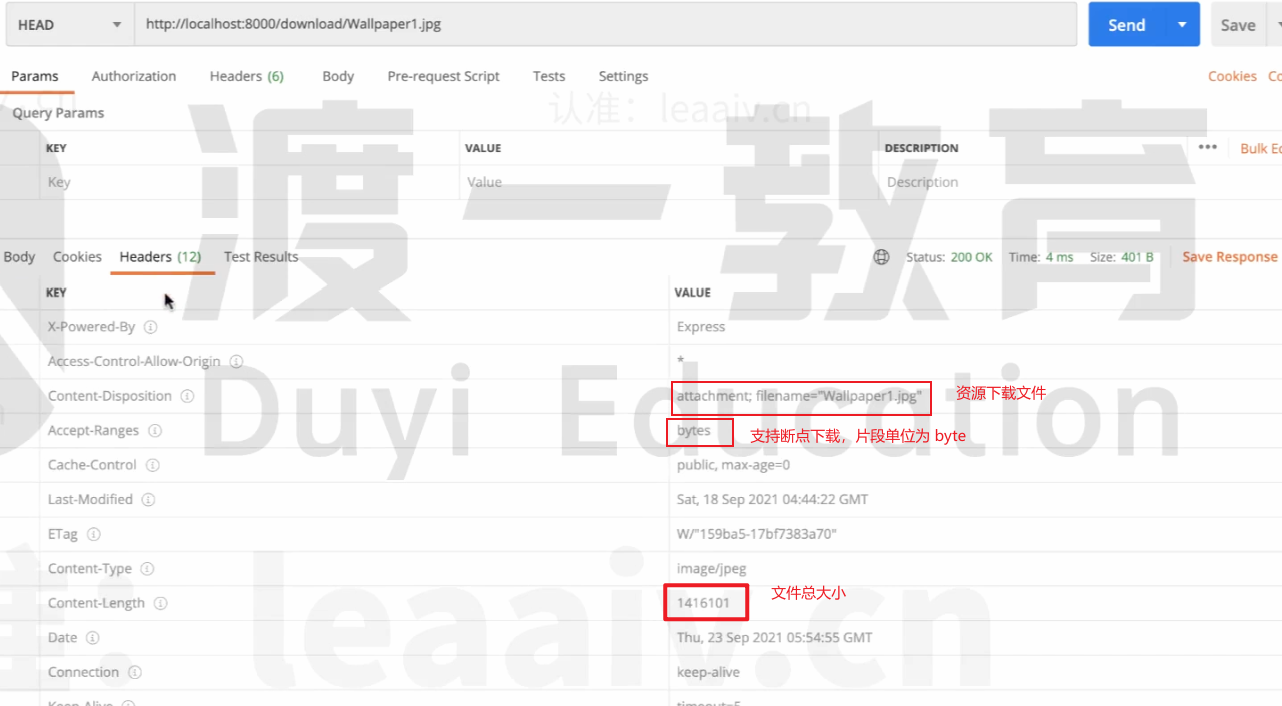 HEAD http://localhost:8000/download/Wallpaper1.jpg Send Save
Params Authorization Headers (6) Body Pre-request Script Tests Settings Cookies Co
认准：leaaiv.cn
Query Params
KEY VALUE DESCRIPTION ••• Bulk Ed
Key Value Description
渡一教育
Body Cookies Headers (12) Test Results Status: 200 OK Time: 4 ms Size: 401 B Save Response
KEY VALUE
X-Powered-By Express
Access-Control-Allow-Origin *
Duyi Education
Content-Disposition attachment; filename="Wallpaper1.jpg" 资源下载文件
Accept-Ranges bytes 支持断点下载，片段单位为 byte
Cache-Control public, max-age=0
Last-Modified Sat, 18 Sep 2021 04:44:22 GMT
ETag W/"159ba5-17bf7383a70"
Content-Type image/jpeg
Content-Length 1416101 文件总大小
leaaiv.cn
Date Thu, 23 Sep 2021 05:54:55 GMT
Connection keep-alive
Keep-Alive timeout=5